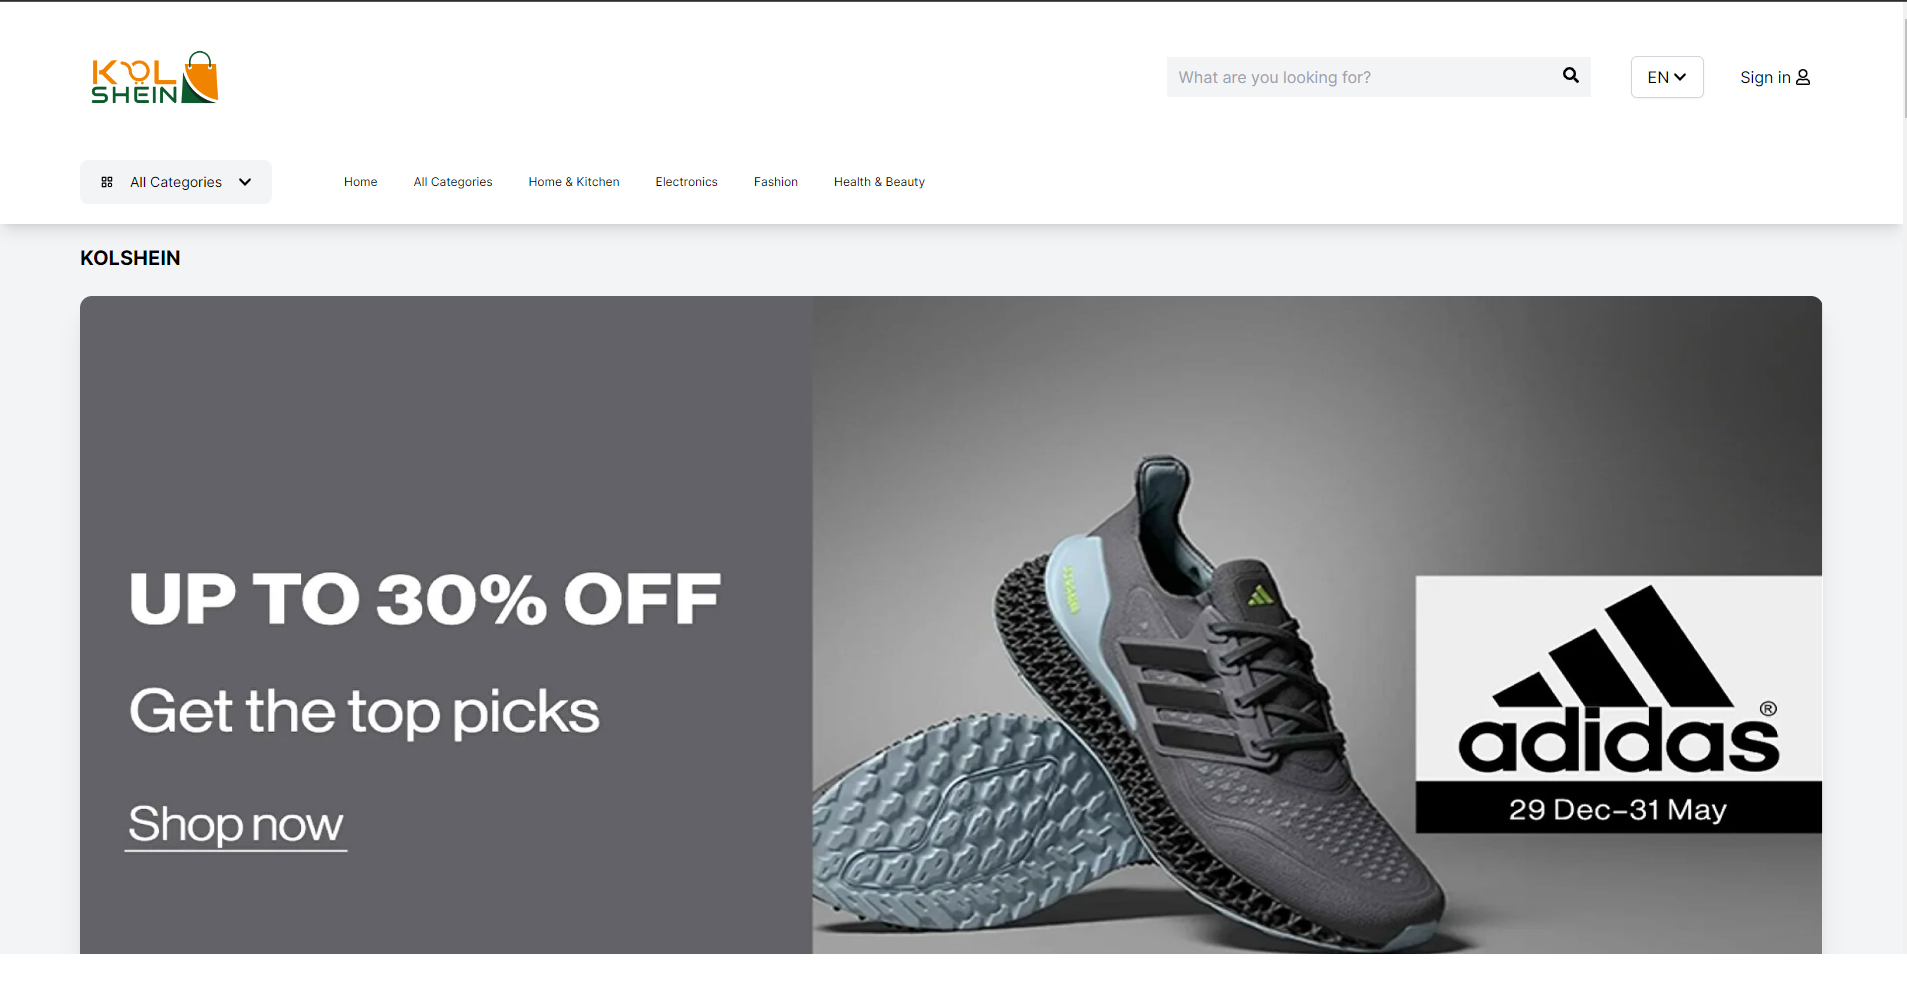 KOL
SHEIN
What are you looking for?
EN
Sign in
All Categories
Home
All Categories
Home & Kitchen
Electronics
Fashion
Health & Beauty
KOLSHEIN
UP TO 30% OFF
Get the top picks
Shop now
adidas®
29 Dec–31 May